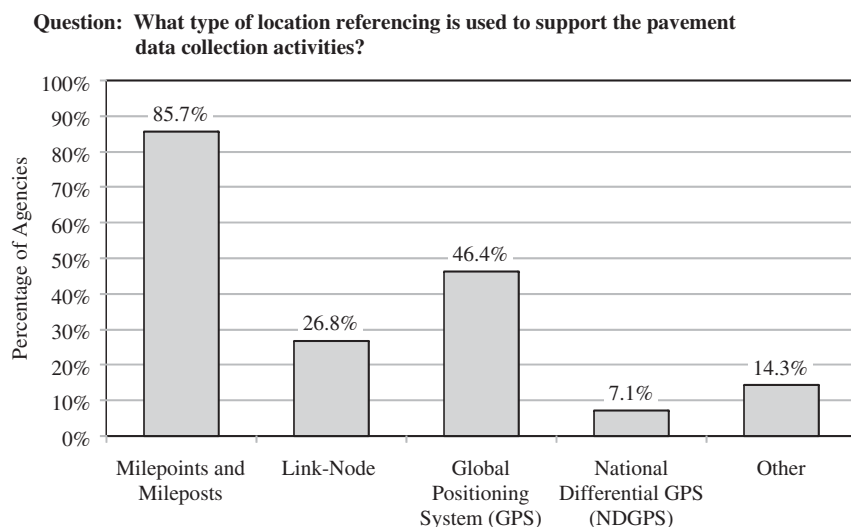 Question: What type of location referencing is used to support the pavement
data collection activities?
100%
90%
80%
70%
60%
50%
40%
30%
20%
10%
0%
Percentage of Agencies
85.7%
26.8%
46.4%
7.1%
14.3%
Milepoints and
Mileposts
Link-Node
Global
Positioning
System (GPS)
National
Differential GPS
(NDGPS)
Other